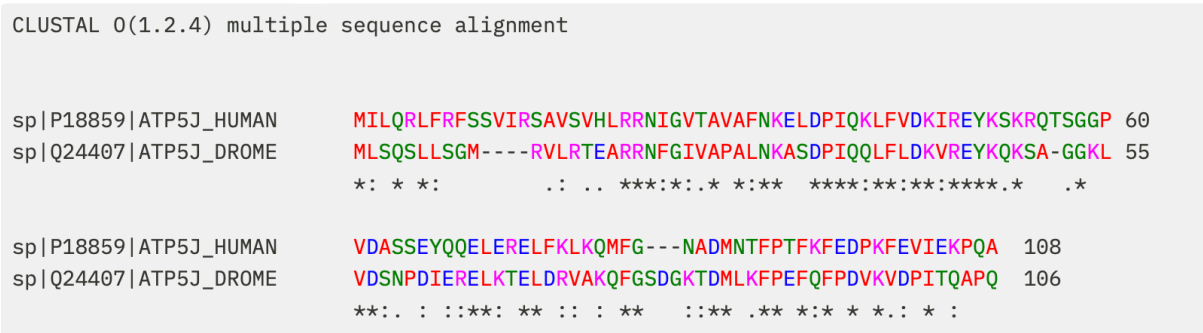 CLUSTAL O(1.2.4) multiple sequence alignment
sp|P18859|ATP5J_HUMAN      MILQRLFRFSSVIRSAVSVHLRRNIGVTAVAFNKELDPIQKLFVDKIREYKSKRQTSGGP 60
sp|Q24407|ATP5J_DROME      MLSQSLLSGM----RVLRTEARRNFGIVAPALNKASDPIQQLFLDKVREYKQKSA-GGKL 55
                           *: * *:       .: .. ***:*:.* *:**  ****:**:**:****.*   .*
sp|P18859|ATP5J_HUMAN      VDASSEYQQELERELFKLKQMFG---NADMNTFPTFKFEDPKFEVIEKPQA 108
sp|Q24407|ATP5J_DROME      VDSNPDIERELKTELDRVAKQFGSDGKTDMLKFPEFQFPDVKVDPITQAPQ 106
                           **:. : ::**: ** :: : **   ::** .** *:* * *.: * :